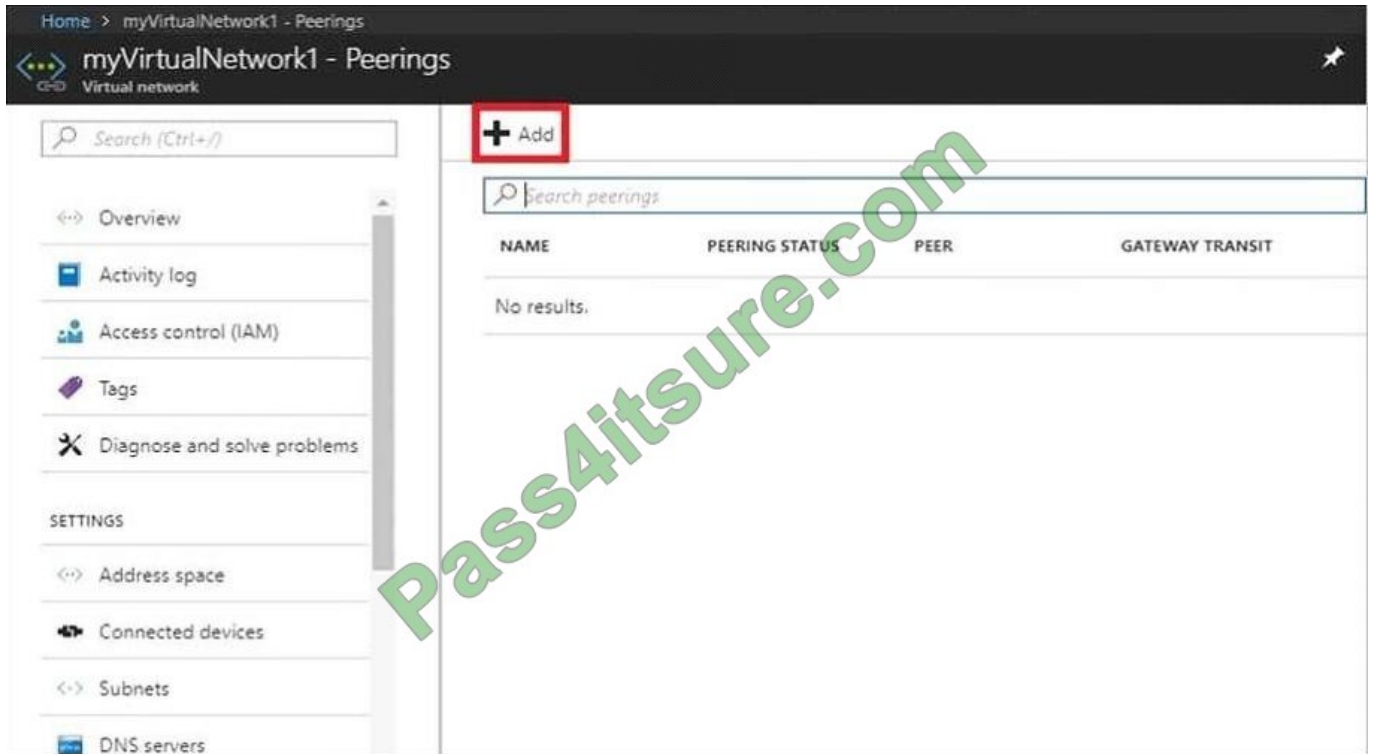 Home > myVirtualNetwork1 - Peerings
myVirtualNetwork1 - Peerings
Virtual network
Search (Ctrl+/)
Overview
Activity log
Access control (IAM)
Tags
Diagnose and solve problems
SETTINGS
Address space
Connected devices
Subnets
DNS servers
Add
Search peerings
NAME PEERING STATUS PEER GATEWAY TRANSIT
No results.
Pass4itsure.com